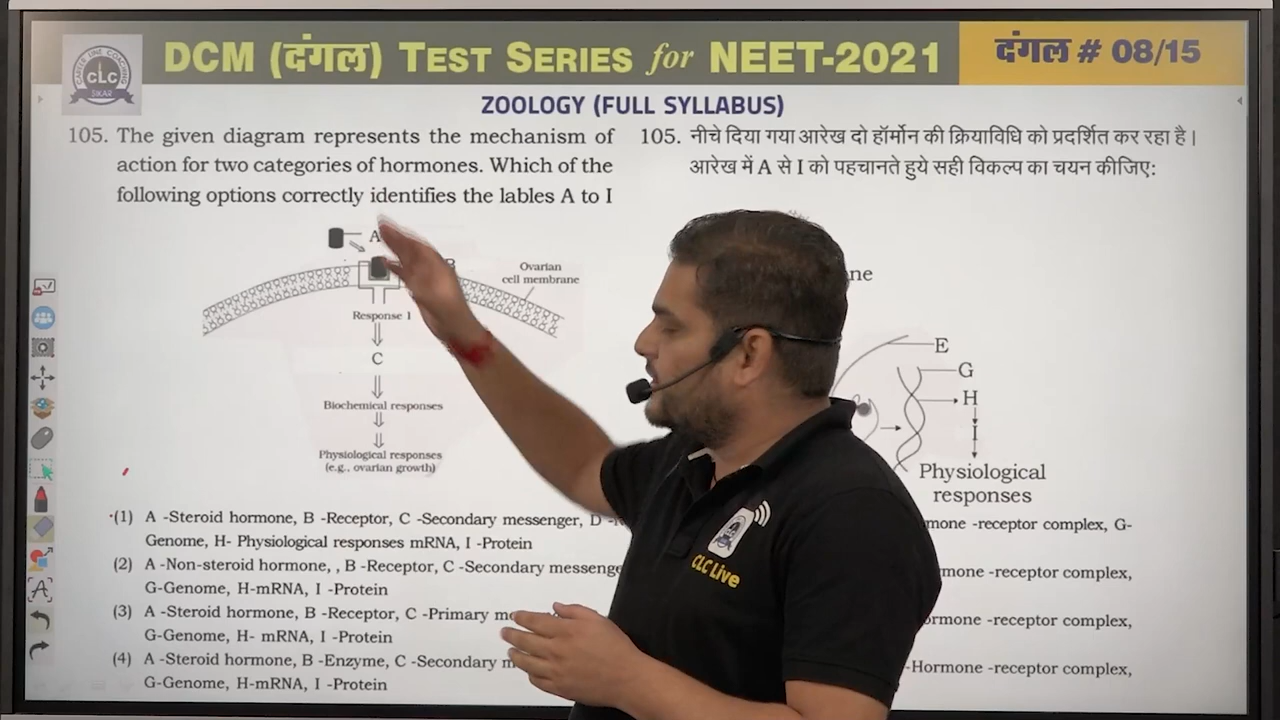 DCM (दंगल) TEST SERIES for NEET-2021
दंगल # 08/15
CAREER LINE COACHING
CLC
SIKAR
ZOOLOGY (FULL SYLLABUS)
105. The given diagram represents the mechanism of
action for two categories of hormones. Which of the
following options correctly identifies the lables A to I
105. नीचे दिया गया आरेख दो हॉर्मोन की क्रियाविधि को प्रदर्शित कर रहा है।
आरेख में A से I को पहचानते हुये सही विकल्प का चयन कीजिए:
A
Ovarian
cell membrane
Response 1
C
Biochemical responses
Physiological responses
(e.g., ovarian growth)
E
G
H
I
Physiological
responses
(1) A -Steroid hormone, B -Receptor, C -Secondary messenger, D -receptor complex, G-
Genome, H- Physiological responses mRNA, I -Protein
(2) A -Non-steroid hormone, , B -Receptor, C -Secondary -receptor complex,
G-Genome, H-mRNA, I -Protein
(3) A -Steroid hormone, B -Receptor, C -Primary -receptor complex,
G-Genome, H- mRNA, I -Protein
(4) A -Steroid hormone, B -Enzyme, C -Secondary -Hormone -receptor complex,
G-Genome, H-mRNA, I -Protein
CLC Live